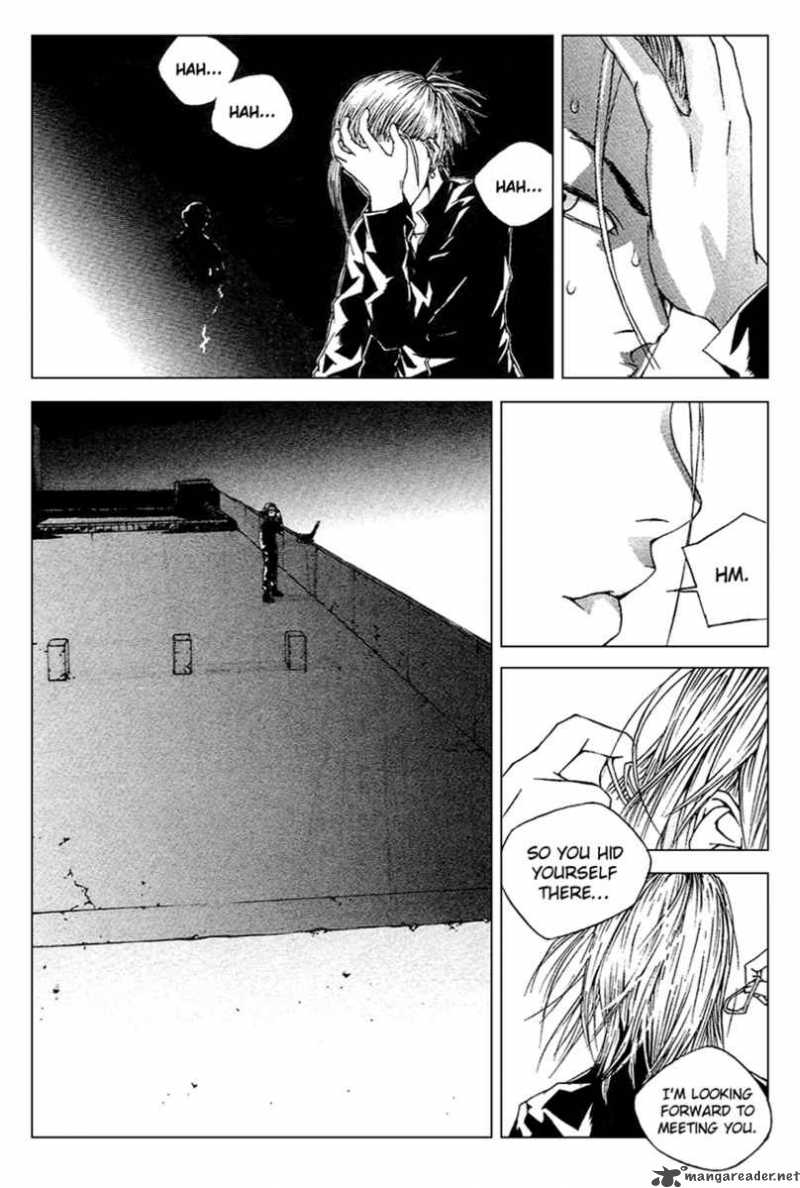 HAH...
HAH...
HAH...
HM.
SO YOU HID
YOURSELF
THERE...
I'M LOOKING
FORWARD TO
MEETING YOU.
mangareader.net